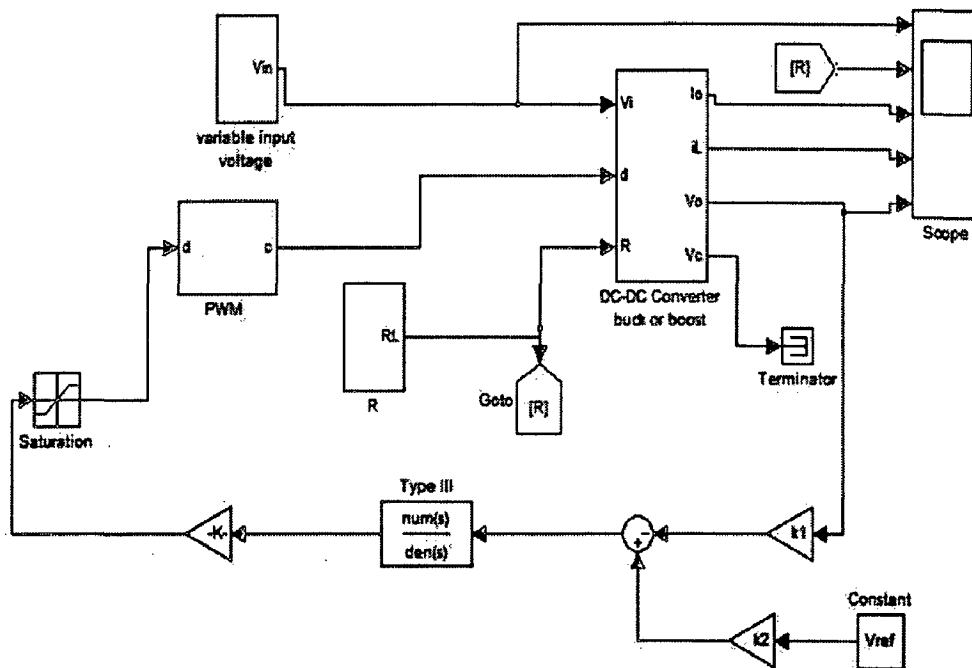 Vin
variable input
voltage
[R]
Vi
Io
iL
d
Vo
R
Vc
DC-DC Converter
buck or boost
Scope
d
PWM
RL
R
Goto
[R]
Terminator
Saturation
Type III
num(s)
den(s)
-K-
+
-
k1
k2
Constant
Vref